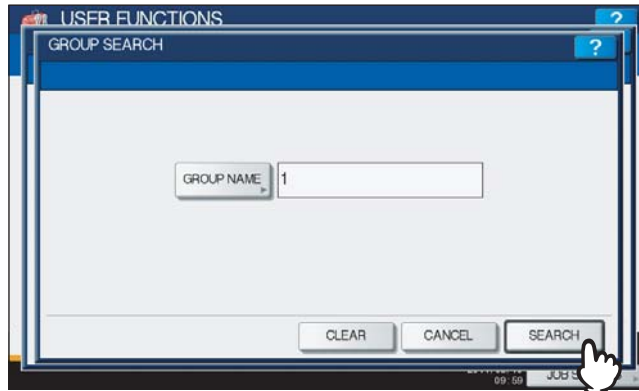 USER FUNCTIONS ?
GROUP SEARCH ?
GROUP NAME 1
CLEAR CANCEL SEARCH
09:59 JOB S